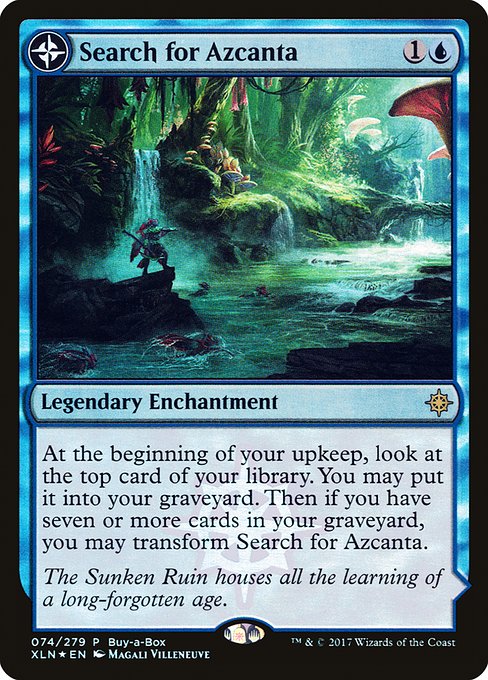 Search for Azcanta 1
Legendary Enchantment
At the beginning of your upkeep, look at
the top card of your library. You may put
it into your graveyard. Then if you have
seven or more cards in your graveyard,
you may transform Search for Azcanta.
The Sunken Ruin houses all the learning of
a long-forgotten age.
074/279 P Buy-a-Box
XLN★EN Magali Villeneuve
™ & © 2017 Wizards of the Coast